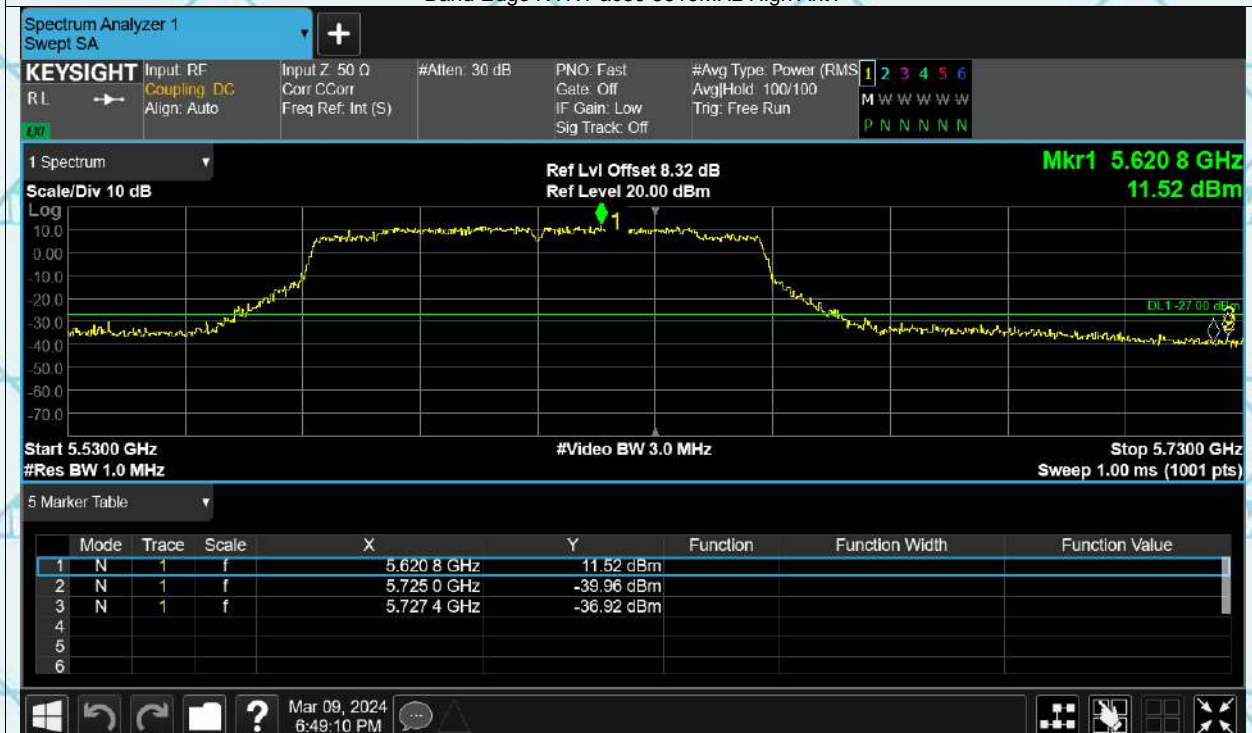 Spectrum Analyzer 1
Swept SA
+
KEYSIGHT Input: RF Input Z: 50 Ω #Atten: 30 dB PNO: Fast #Avg Type: Power (RMS 1 2 3 4 5 6
RL Coupling: DC Corr CCorr Gate: Off Avg|Hold: 100/100 M W W W W W
Align: Auto Freq Ref: Int (S) IF Gain: Low Trig: Free Run
LXI Sig Track: Off P N N N N N
1 Spectrum Ref Lvl Offset 8.32 dB Mkr1 5.620 8 GHz
Scale/Div 10 dB Ref Level 20.00 dBm 11.52 dBm
Log
1
10.0
0.00
-10.0
-20.0
DL1 -27.00 dBm
-30.0
-40.0
-50.0
-60.0
-70.0
Start 5.5300 GHz #Video BW 3.0 MHz Stop 5.7300 GHz
#Res BW 1.0 MHz Sweep 1.00 ms (1001 pts)
5 Marker Table
Mode Trace Scale X Y Function Function Width Function Value
1 N 1 f 5.620 8 GHz 11.52 dBm
2 N 1 f 5.725 0 GHz -39.96 dBm
3 N 1 f 5.727 4 GHz -36.92 dBm
4
5
6
? Mar 09, 2024
6:49:10 PM